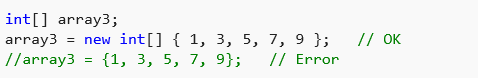 int[] array3;
array3 = new int[] { 1, 3, 5, 7, 9 };   // OK
//array3 = {1, 3, 5, 7, 9};   // Error